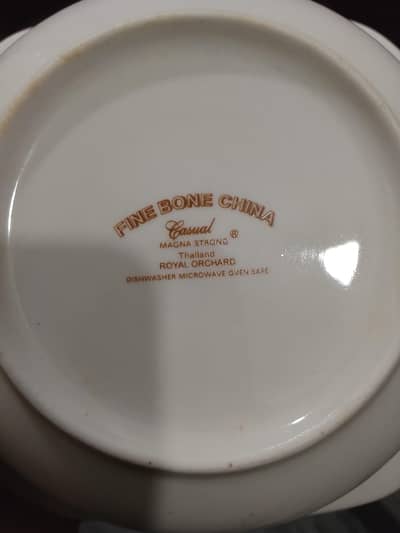 FINE BONE CHINA
Casual ®
MAGNA STRONG
Thailand
ROYAL ORCHARD
DISHWASHER MICROWAVE OVEN SAFE